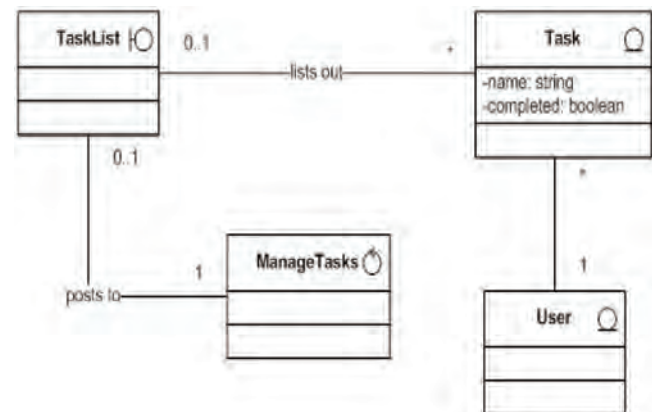 TaskList
0..1
*
Task
lists out
-name: string
-completed: boolean
0..1
*
ManageTasks
1
1
posts to
User